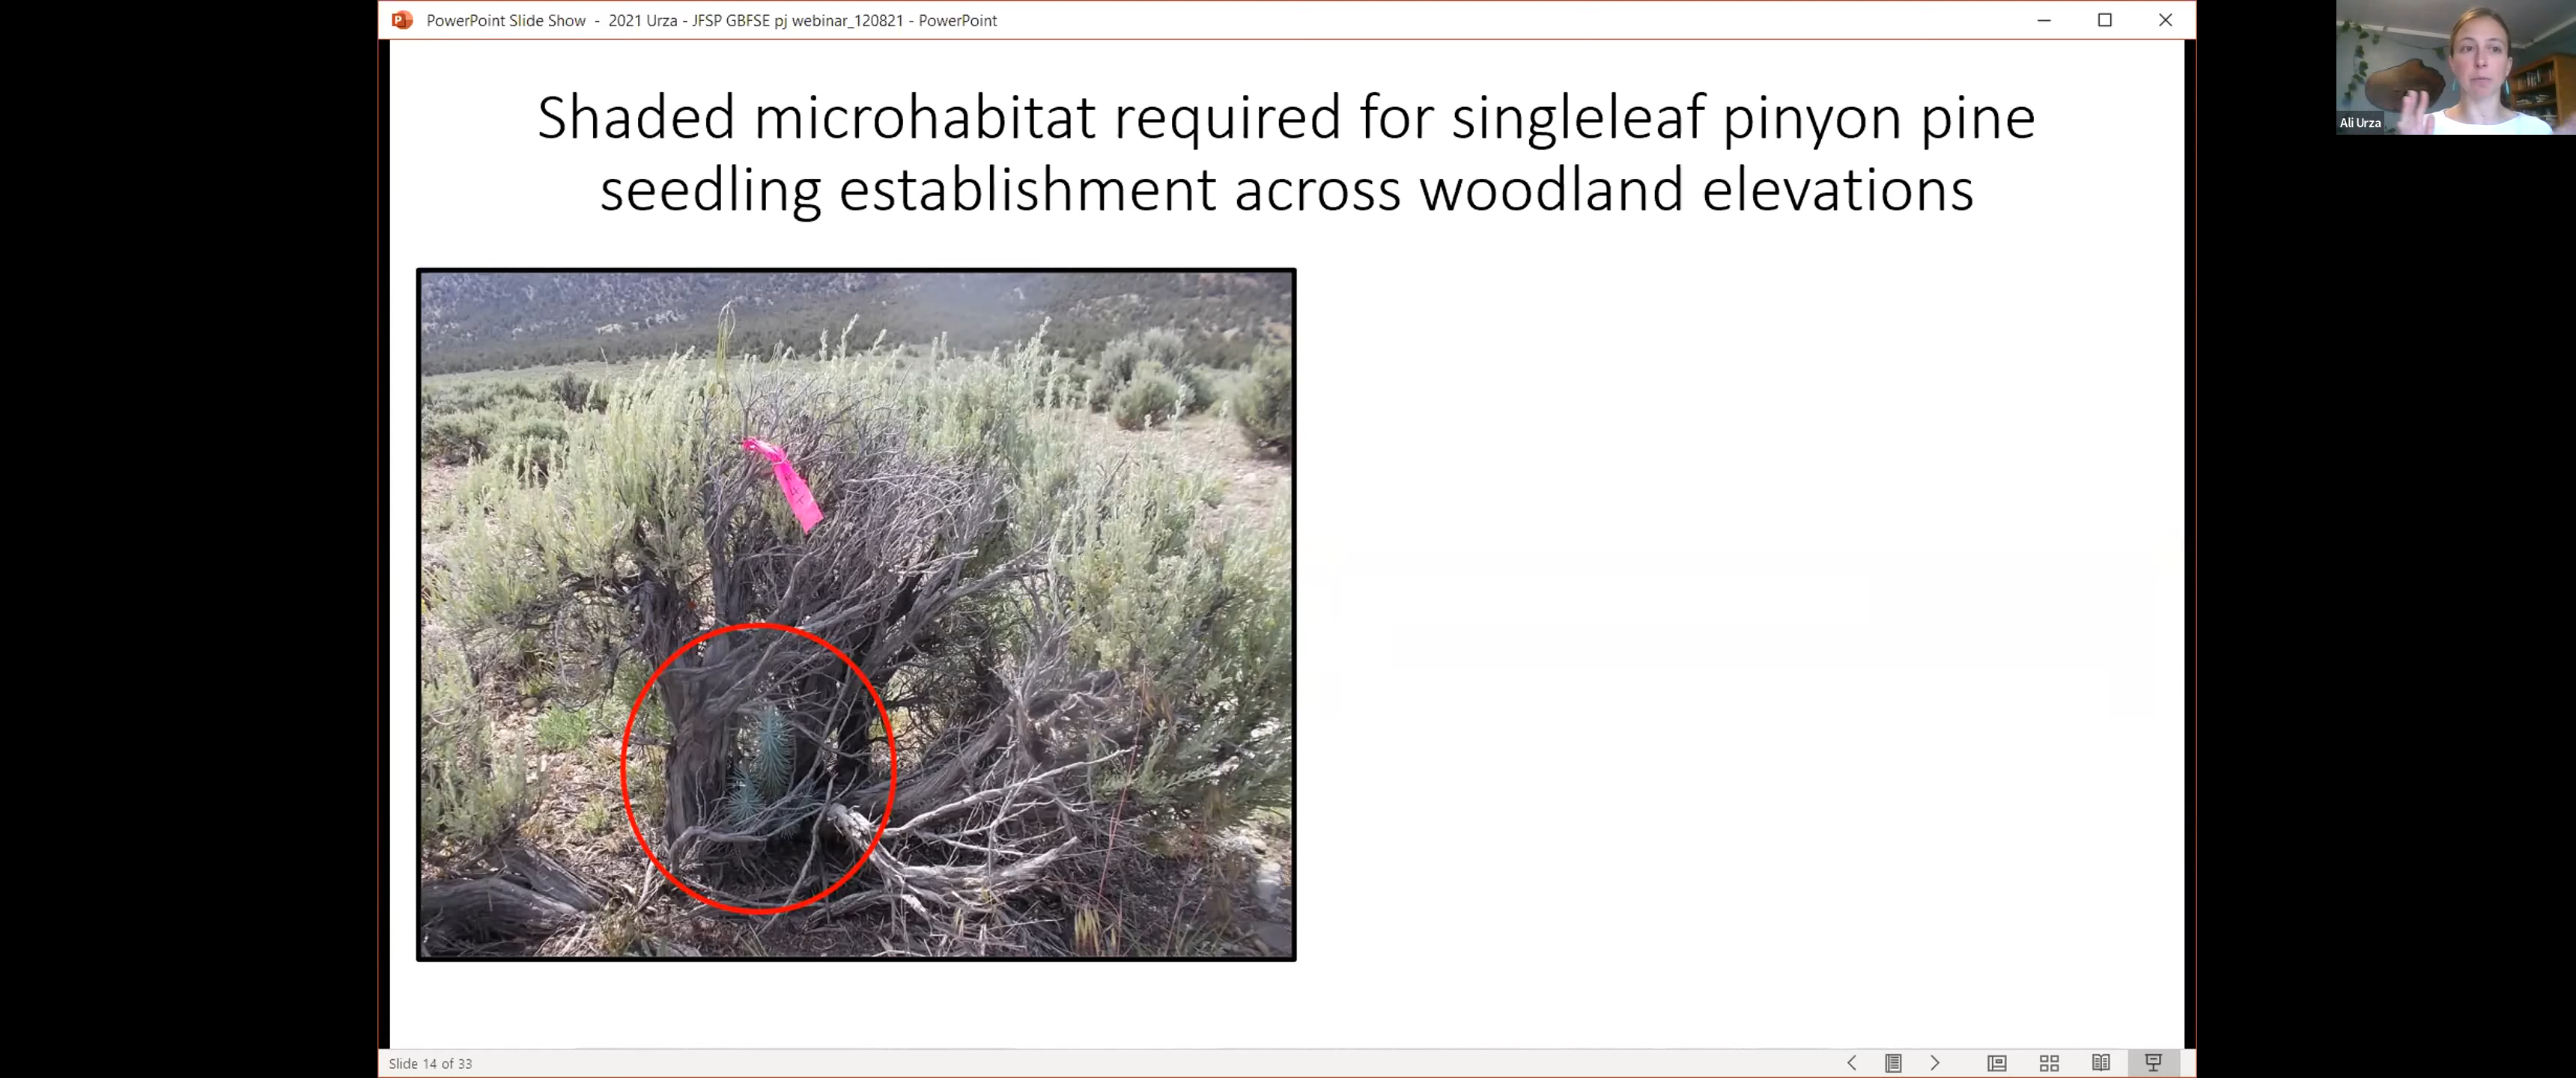 PowerPoint Slide Show - 2021 Urza - JFSP GBFSE pj webinar_120821 - PowerPoint
Ali Urza
Shaded microhabitat required for singleleaf pinyon pine
seedling establishment across woodland elevations
Slide 14 of 33